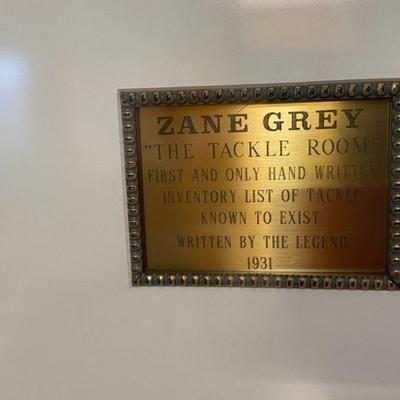 ZANE GREY
"THE TACKLE ROOM"
FIRST AND ONLY HAND WRITTEN
INVENTORY LIST OF TACKLE
KNOWN TO EXIST
WRITTEN BY THE LEGEND
1931